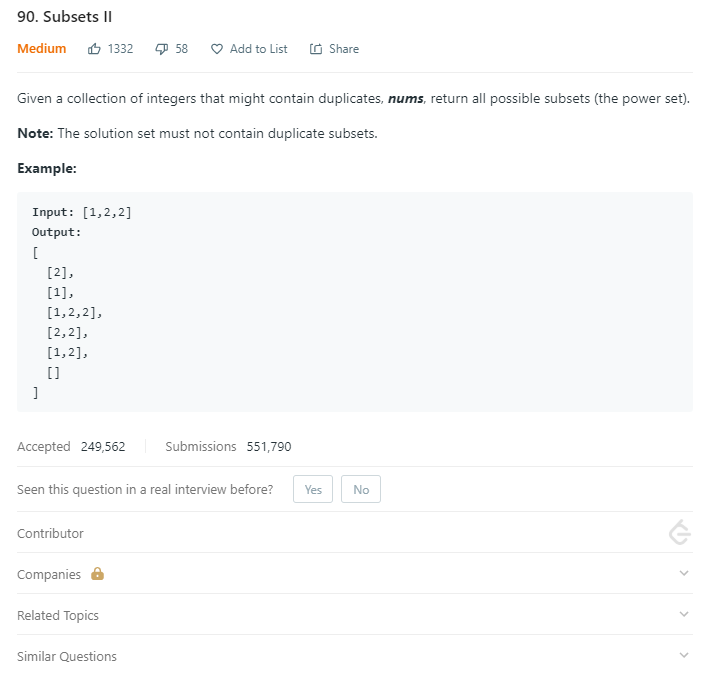 90. Subsets II
Medium 1332 58 Add to List Share
Given a collection of integers that might contain duplicates, nums, return all possible subsets (the power set).
Note: The solution set must not contain duplicate subsets.
Example:
Input: [1,2,2]
Output:
[
[2],
[1],
[1,2,2],
[2,2],
[1,2],
[]
]
Accepted 249,562 Submissions 551,790
Seen this question in a real interview before? Yes No
Contributor
Companies
Related Topics
Similar Questions